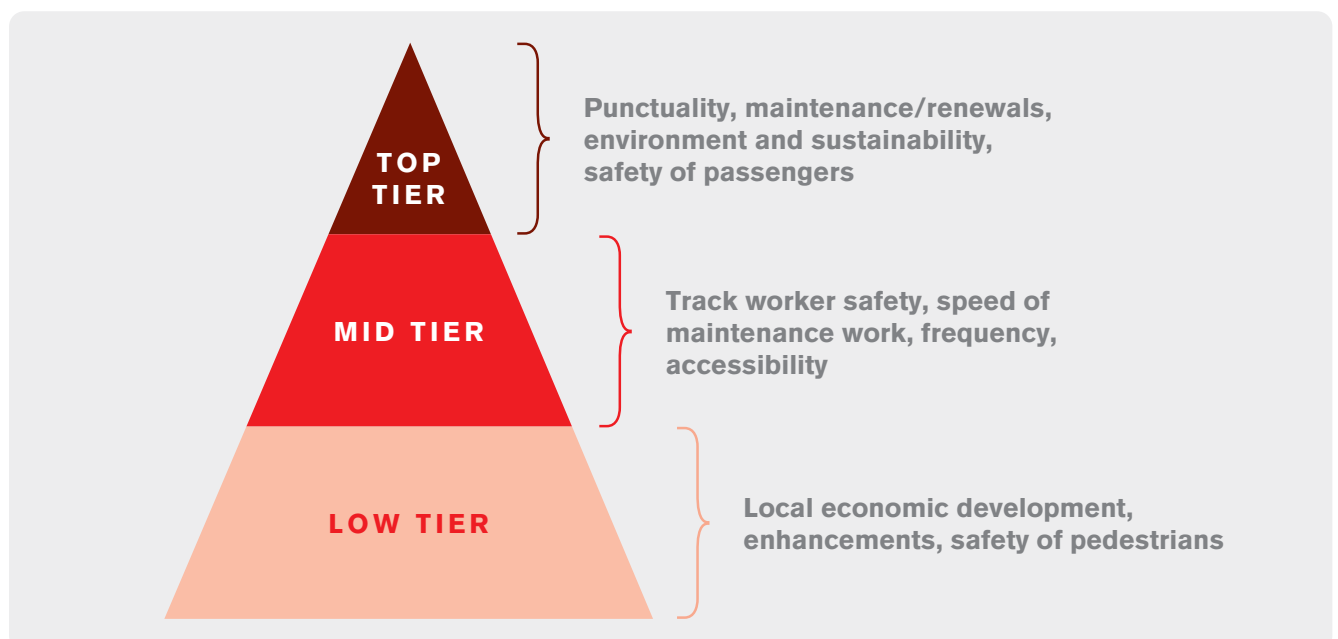 TOP
TIER
Punctuality, maintenance/renewals,
environment and sustainability,
safety of passengers
MID TIER
Track worker safety, speed of
maintenance work, frequency,
accessibility
LOW TIER
Local economic development,
enhancements, safety of pedestrians